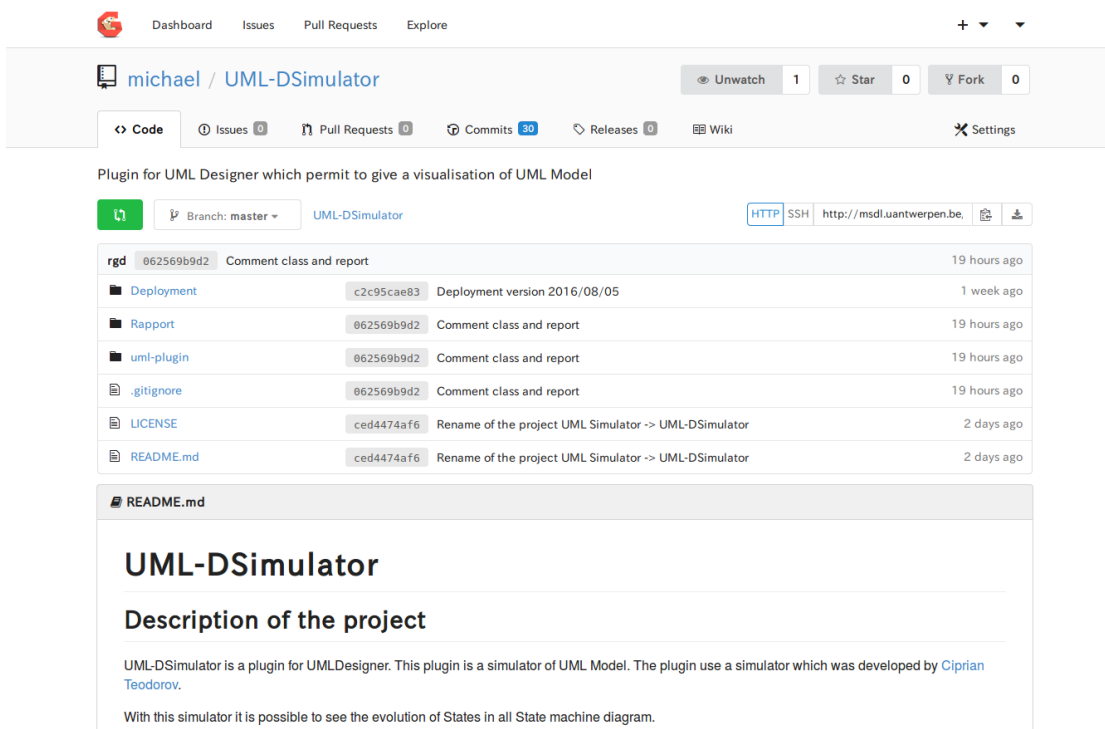 Dashboard Issues Pull Requests Explore
michael / UML-DSimulator Unwatch 1 Star 0 Fork 0
Code Issues 0 Pull Requests 0 Commits 30 Releases 0 Wiki Settings
Plugin for UML Designer which permit to give a visualisation of UML Model
Branch: master UML-DSimulator HTTP SSH http://msdl.uantwerpen.be,
rgd 062569b9d2 Comment class and report 19 hours ago
Deployment c2c95cae83 Deployment version 2016/08/05 1 week ago
Rapport 062569b9d2 Comment class and report 19 hours ago
uml-plugin 062569b9d2 Comment class and report 19 hours ago
.gitignore 062569b9d2 Comment class and report 19 hours ago
LICENSE ced4474af6 Rename of the project UML Simulator -> UML-DSimulator 2 days ago
README.md ced4474af6 Rename of the project UML Simulator -> UML-DSimulator 2 days ago
README.md
UML-DSimulator
Description of the project
UML-DSimulator is a plugin for UMLDesigner. This plugin is a simulator of UML Model. The plugin use a simulator which was developed by Ciprian
Teodorov.
With this simulator it is possible to see the evolution of States in all State machine diagram.